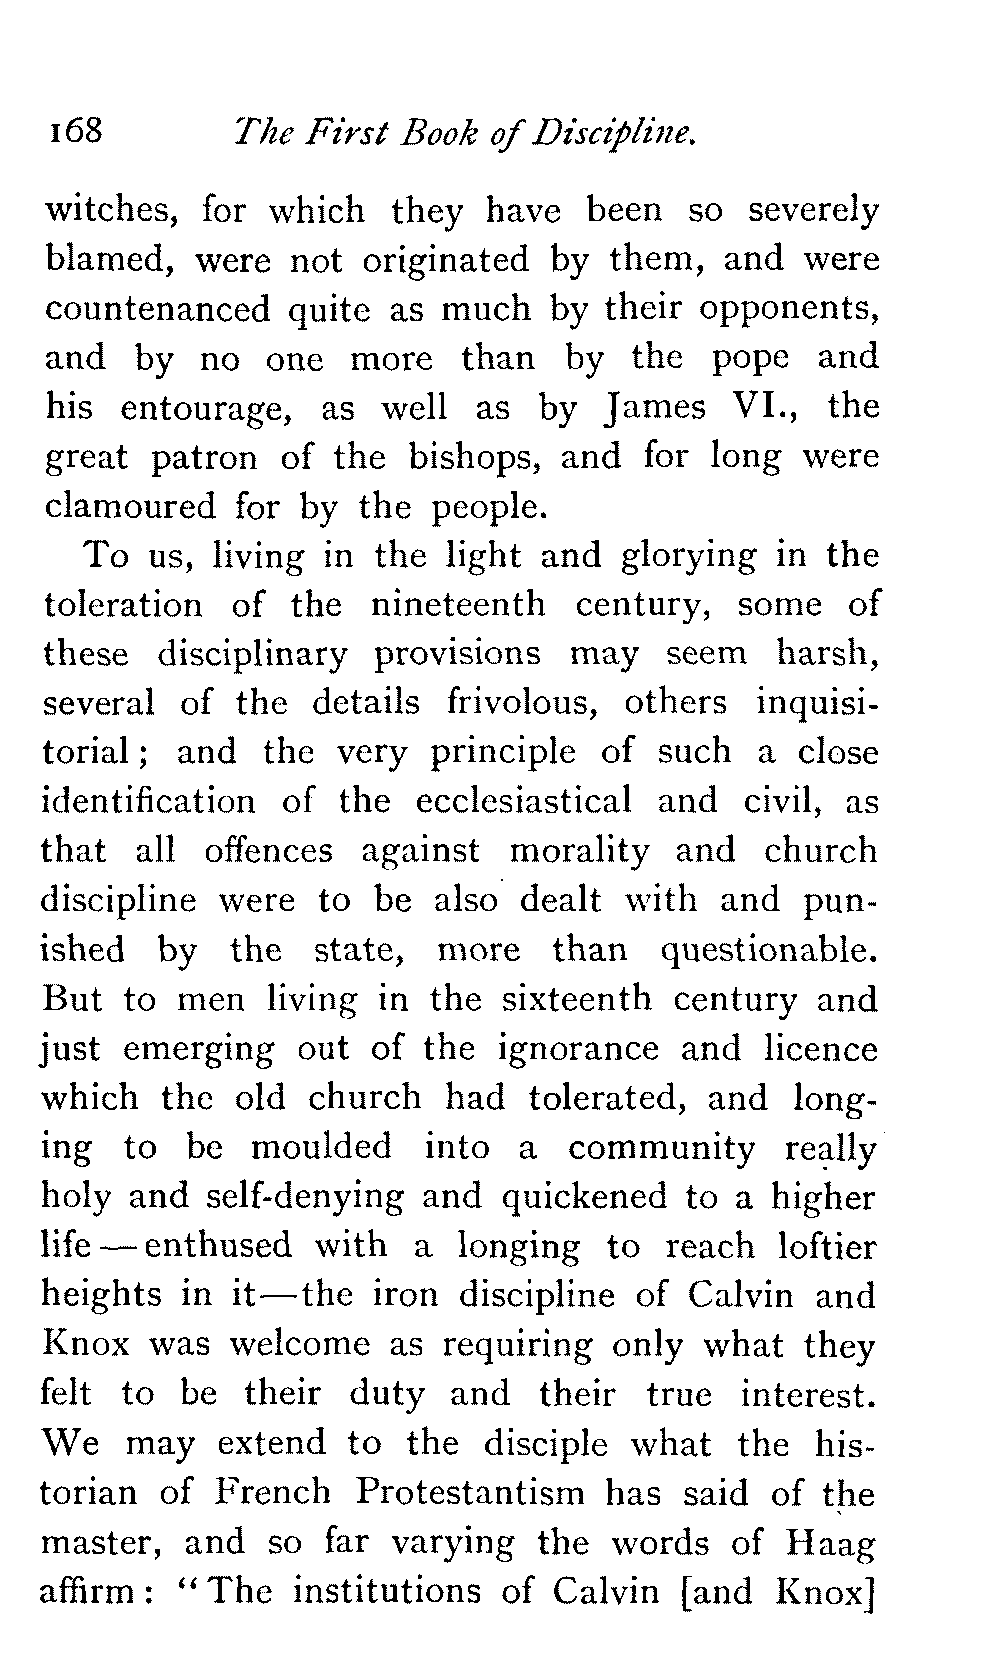 168 The First Book of Discipline.
witches, for which they have been so severely
blamed, were not originated by them, and were
countenanced quite as much by their opponents,
and by no one more than by the pope and
his entourage, as well as by James VI., the
great patron of the bishops, and for long were
clamoured for by the people.
To us, living in the light and glorying in the
toleration of the nineteenth century, some of
these disciplinary provisions may seem harsh,
several of the details frivolous, others inquisi-
torial ; and the very principle of such a close
identification of the ecclesiastical and civil, as
that all offences against morality and church
discipline were to be also dealt with and pun-
ished by the state, more than questionable.
But to men living in the sixteenth century and
just emerging out of the ignorance and licence
which the old church had tolerated, and long-
ing to be moulded into a community really
holy and self-denying and quickened to a higher
life — enthused with a longing to reach loftier
heights in it—the iron discipline of Calvin and
Knox was welcome as requiring only what they
felt to be their duty and their true interest.
We may extend to the disciple what the his-
torian of French Protestantism has said of the
master, and so far varying the words of Haag
affirm : “ The institutions of Calvin [and Knox]